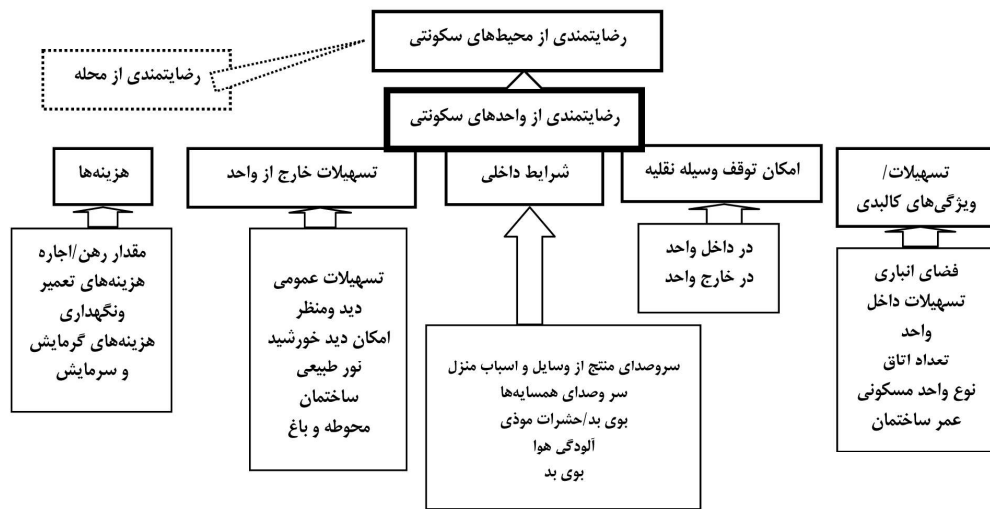 رضایتمندی از محیط‌های سکونتی
رضایتمندی از محله
رضایتمندی از واحدهای سکونتی
تسهیلات/
ویژگی‌های کالبدی
امکان توقف وسیله نقلیه
شرایط داخلی
تسهیلات خارج از واحد
هزینه‌ها
فضای انباری
تسهیلات داخل
واحد
تعداد اتاق
نوع واحد مسکونی
عمر ساختمان
در داخل واحد
در خارج واحد
سروصدای منتج از وسایل و اسباب منزل
سر وصدای همسایه‌ها
بوی بد/حشرات موذی
آلودگی هوا
بوی بد
تسهیلات عمومی
دید ومنظر
امکان دید خورشید
نور طبیعی
ساختمان
محوطه و باغ
مقدار رهن/اجاره
هزینه‌های تعمیر
ونگهداری
هزینه‌های گرمایش
و سرمایش